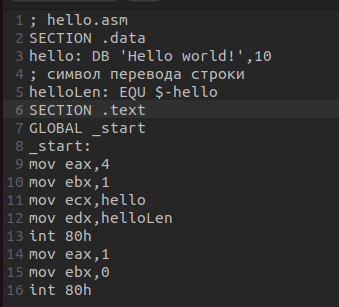 1 ; hello.asm
2 SECTION .data
3 hello: DB 'Hello world!',10
4 ; символ перевода строки
5 helloLen: EQU $-hello
6 SECTION .text
7 GLOBAL _start
8 _start:
9 mov eax,4
10 mov ebx,1
11 mov ecx,hello
12 mov edx,helloLen
13 int 80h
14 mov eax,1
15 mov ebx,0
16 int 80h